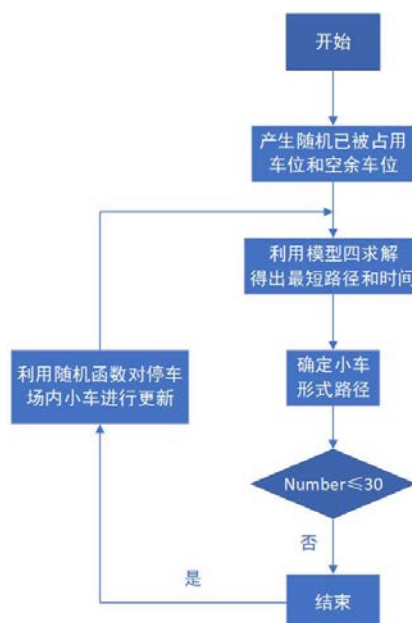 开始
产生随机已被占用
车位和空余车位
利用模型四求解
得出最短路径和时间
利用随机函数对停车
场内小车进行更新
确定小车
形式路径
Number≤30
否
是
结束